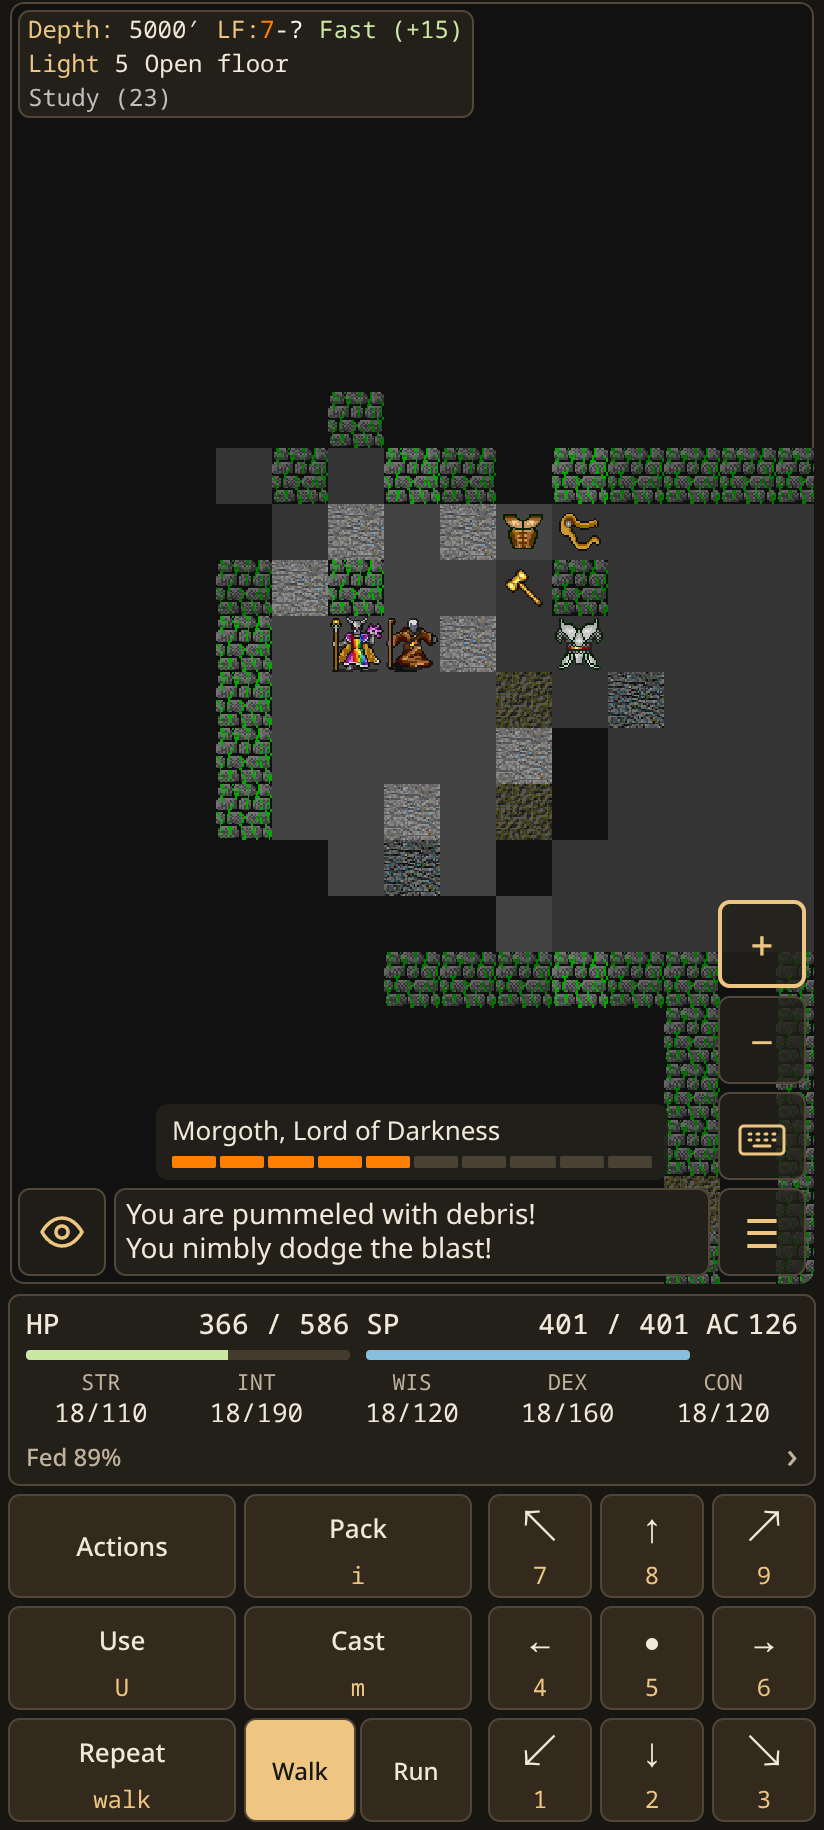 Depth: 5000′ LF:7-? Fast (+15)
Light 5 Open floor
Study (23)
+
−
Morgoth, Lord of Darkness
You are pummeled with debris!
You nimbly dodge the blast!
HP 366 / 586 SP 401 / 401 AC 126
STR INT WIS DEX CON
18/110 18/190 18/120 18/160 18/120
Fed 89% ›
Actions
Pack
i
↖ ↑ ↗
7 8 9
Use
U
Cast
m
← • →
4 5 6
Repeat
walk
Walk
Run
↙ ↓ ↘
1 2 3